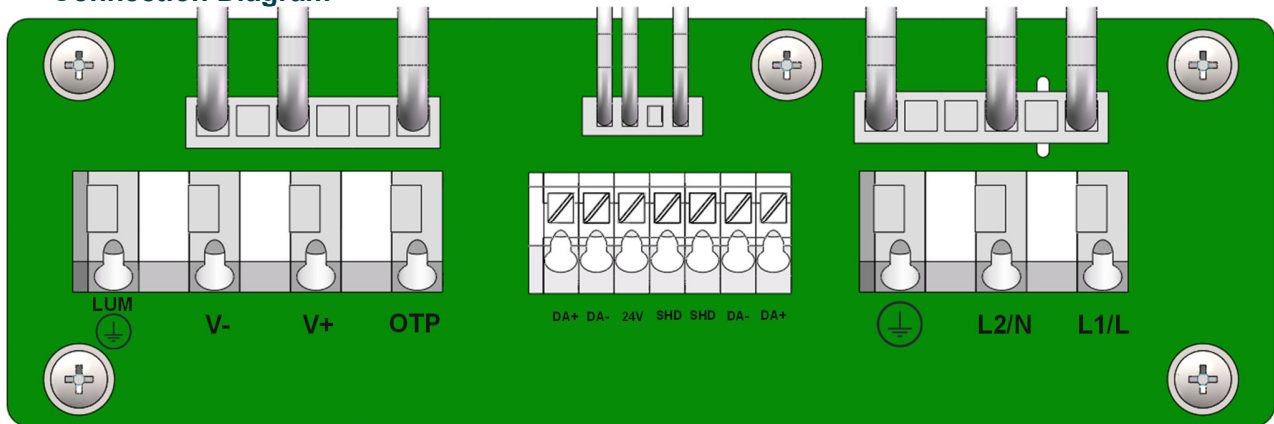 Connection Diagram
LUM
V-
V+
OTP
DA+ DA- 24V SHD SHD DA- DA+
L2/N
L1/L